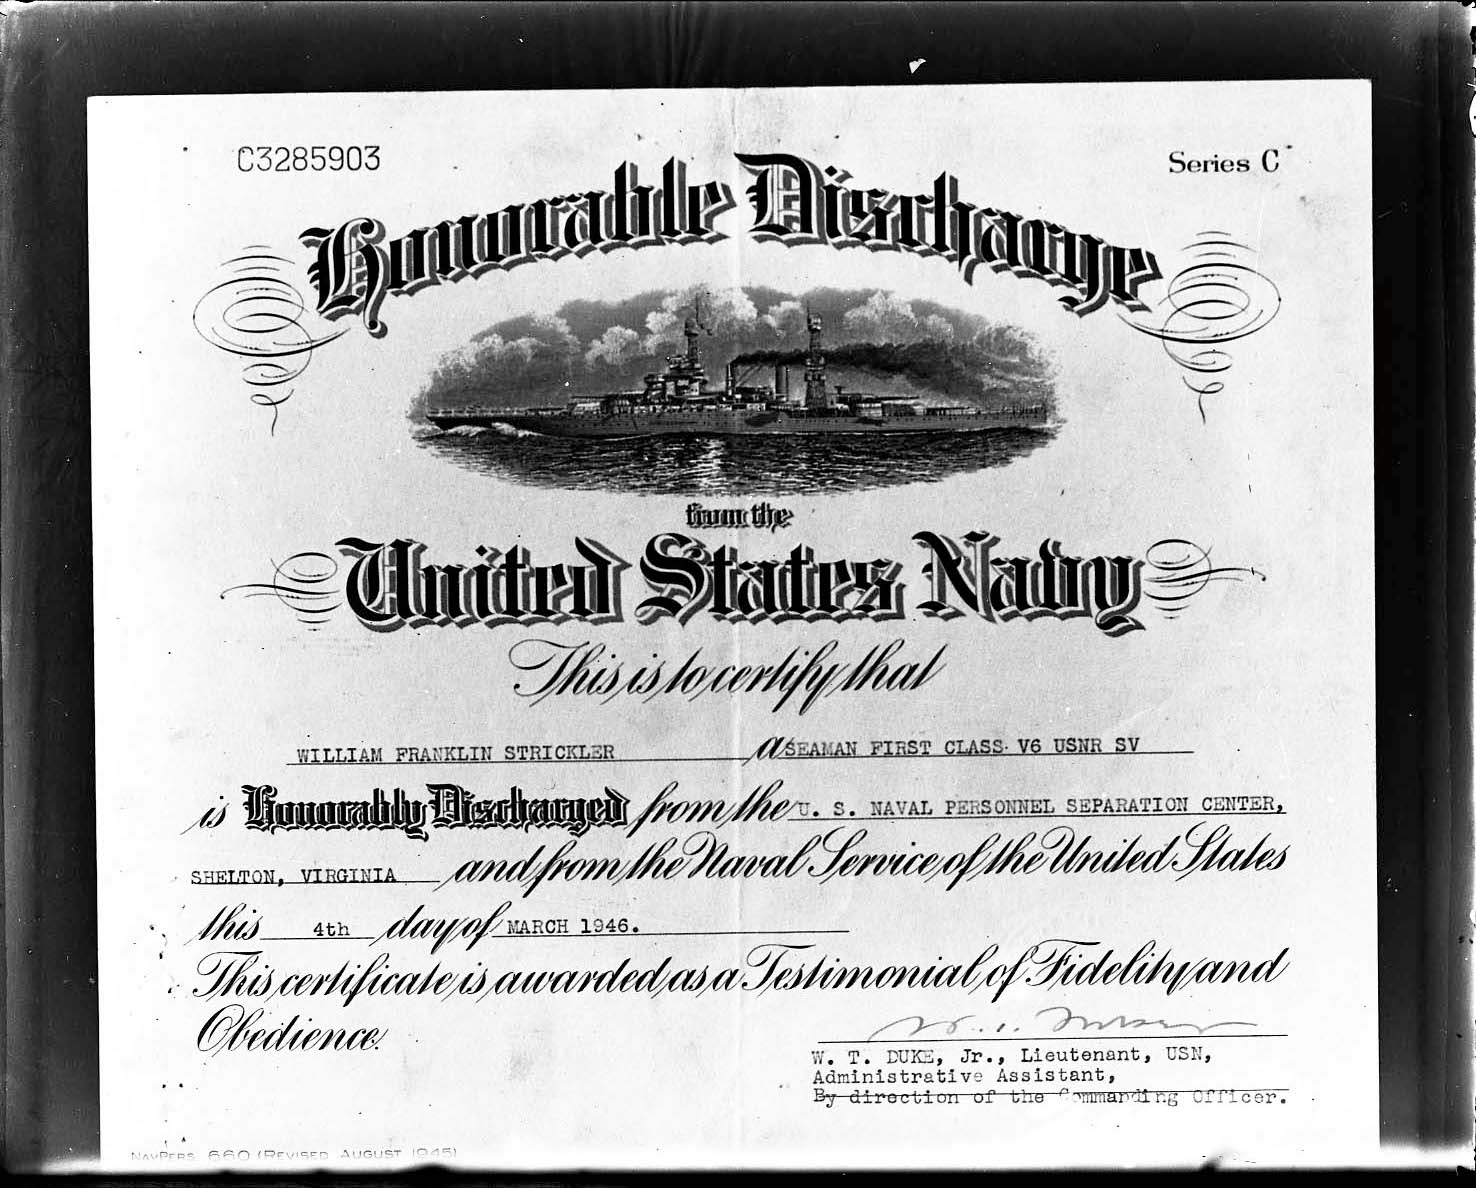 C3285903
Series C
Honorable Discharge
from the
United States Navy
This is to certify that
WILLIAM FRANKLIN STRICKLER a SEAMAN FIRST CLASS V6 USNR SV
is Honorably Discharged from the U. S. NAVAL PERSONNEL SEPARATION CENTER,
SHELTON, VIRGINIA and from the Naval Service of the United States
this 4th day of MARCH 1946.
This certificate is awarded as a Testimonial of Fidelity and
Obedience.
W. T. DUKE, Jr., Lieutenant, USN,
Administrative Assistant,
By direction of the Commanding Officer.
NAVPERS 660 (REVISED AUGUST 1945)